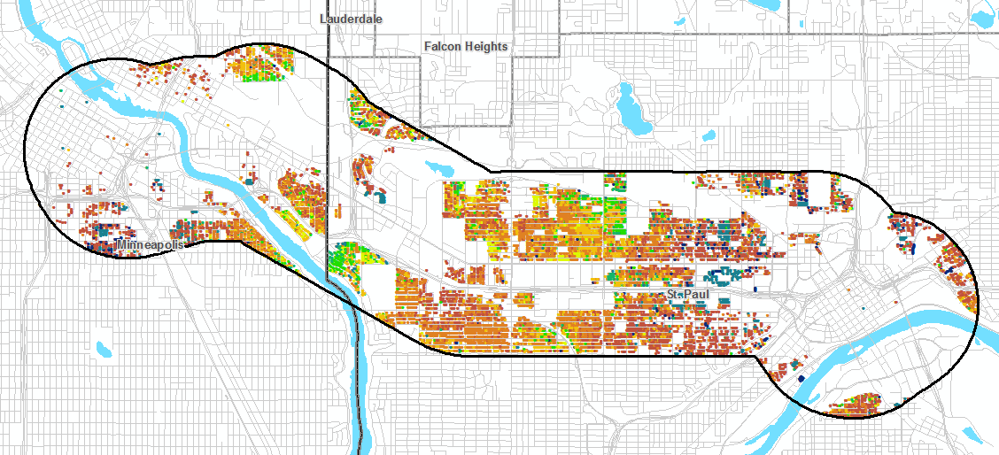 Lauderdale
Falcon Heights
Minneapolis
St. Paul